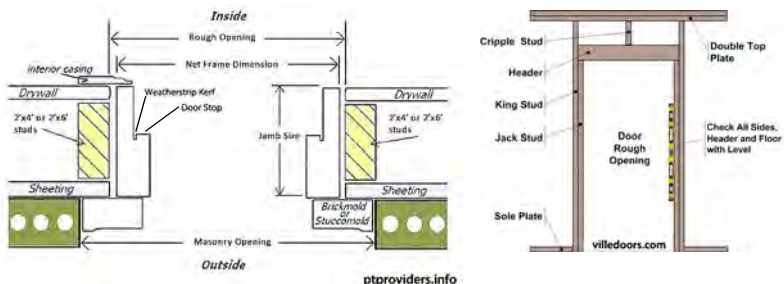 Inside
Rough Opening
Net Frame Dimension
interior casing
Weatherstrip Kerf
Door Stop
Drywall
Drywall
2'x4' or 2'x6'
studs
Jamb Size
2'x4' or 2'x6'
studs
Sheeting
Sheeting
Brickmold
or
Stuccomold
Masonry Opening
Outside
ptproviders.info
Cripple Stud
Double Top
Plate
Header
King Stud
Jack Stud
Door
Rough
Opening
Check All Sides,
Header and Floor
with Level
Sole Plate
villedoors.com